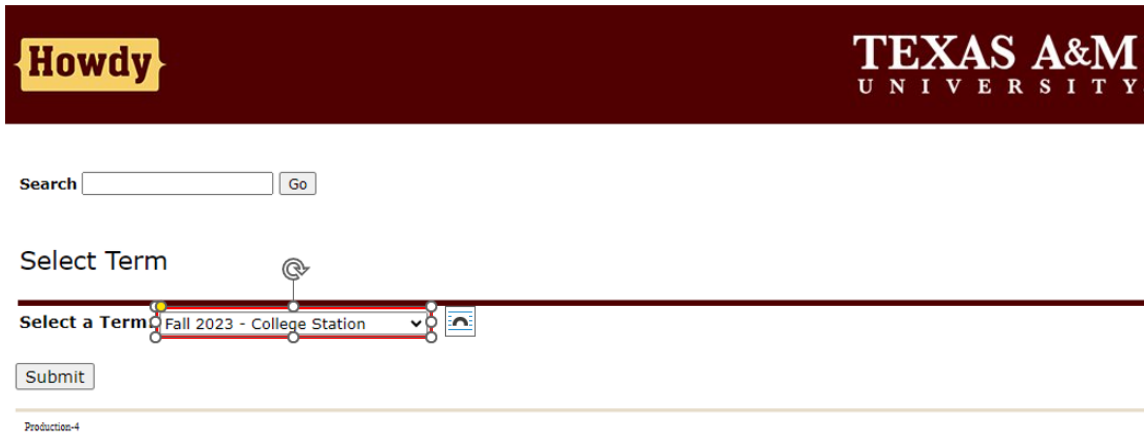 Howdy
TEXAS A&M
UNIVERSITY
Search Go
Select Term
Select a Term Fall 2023 - College Station
Submit
Production-4